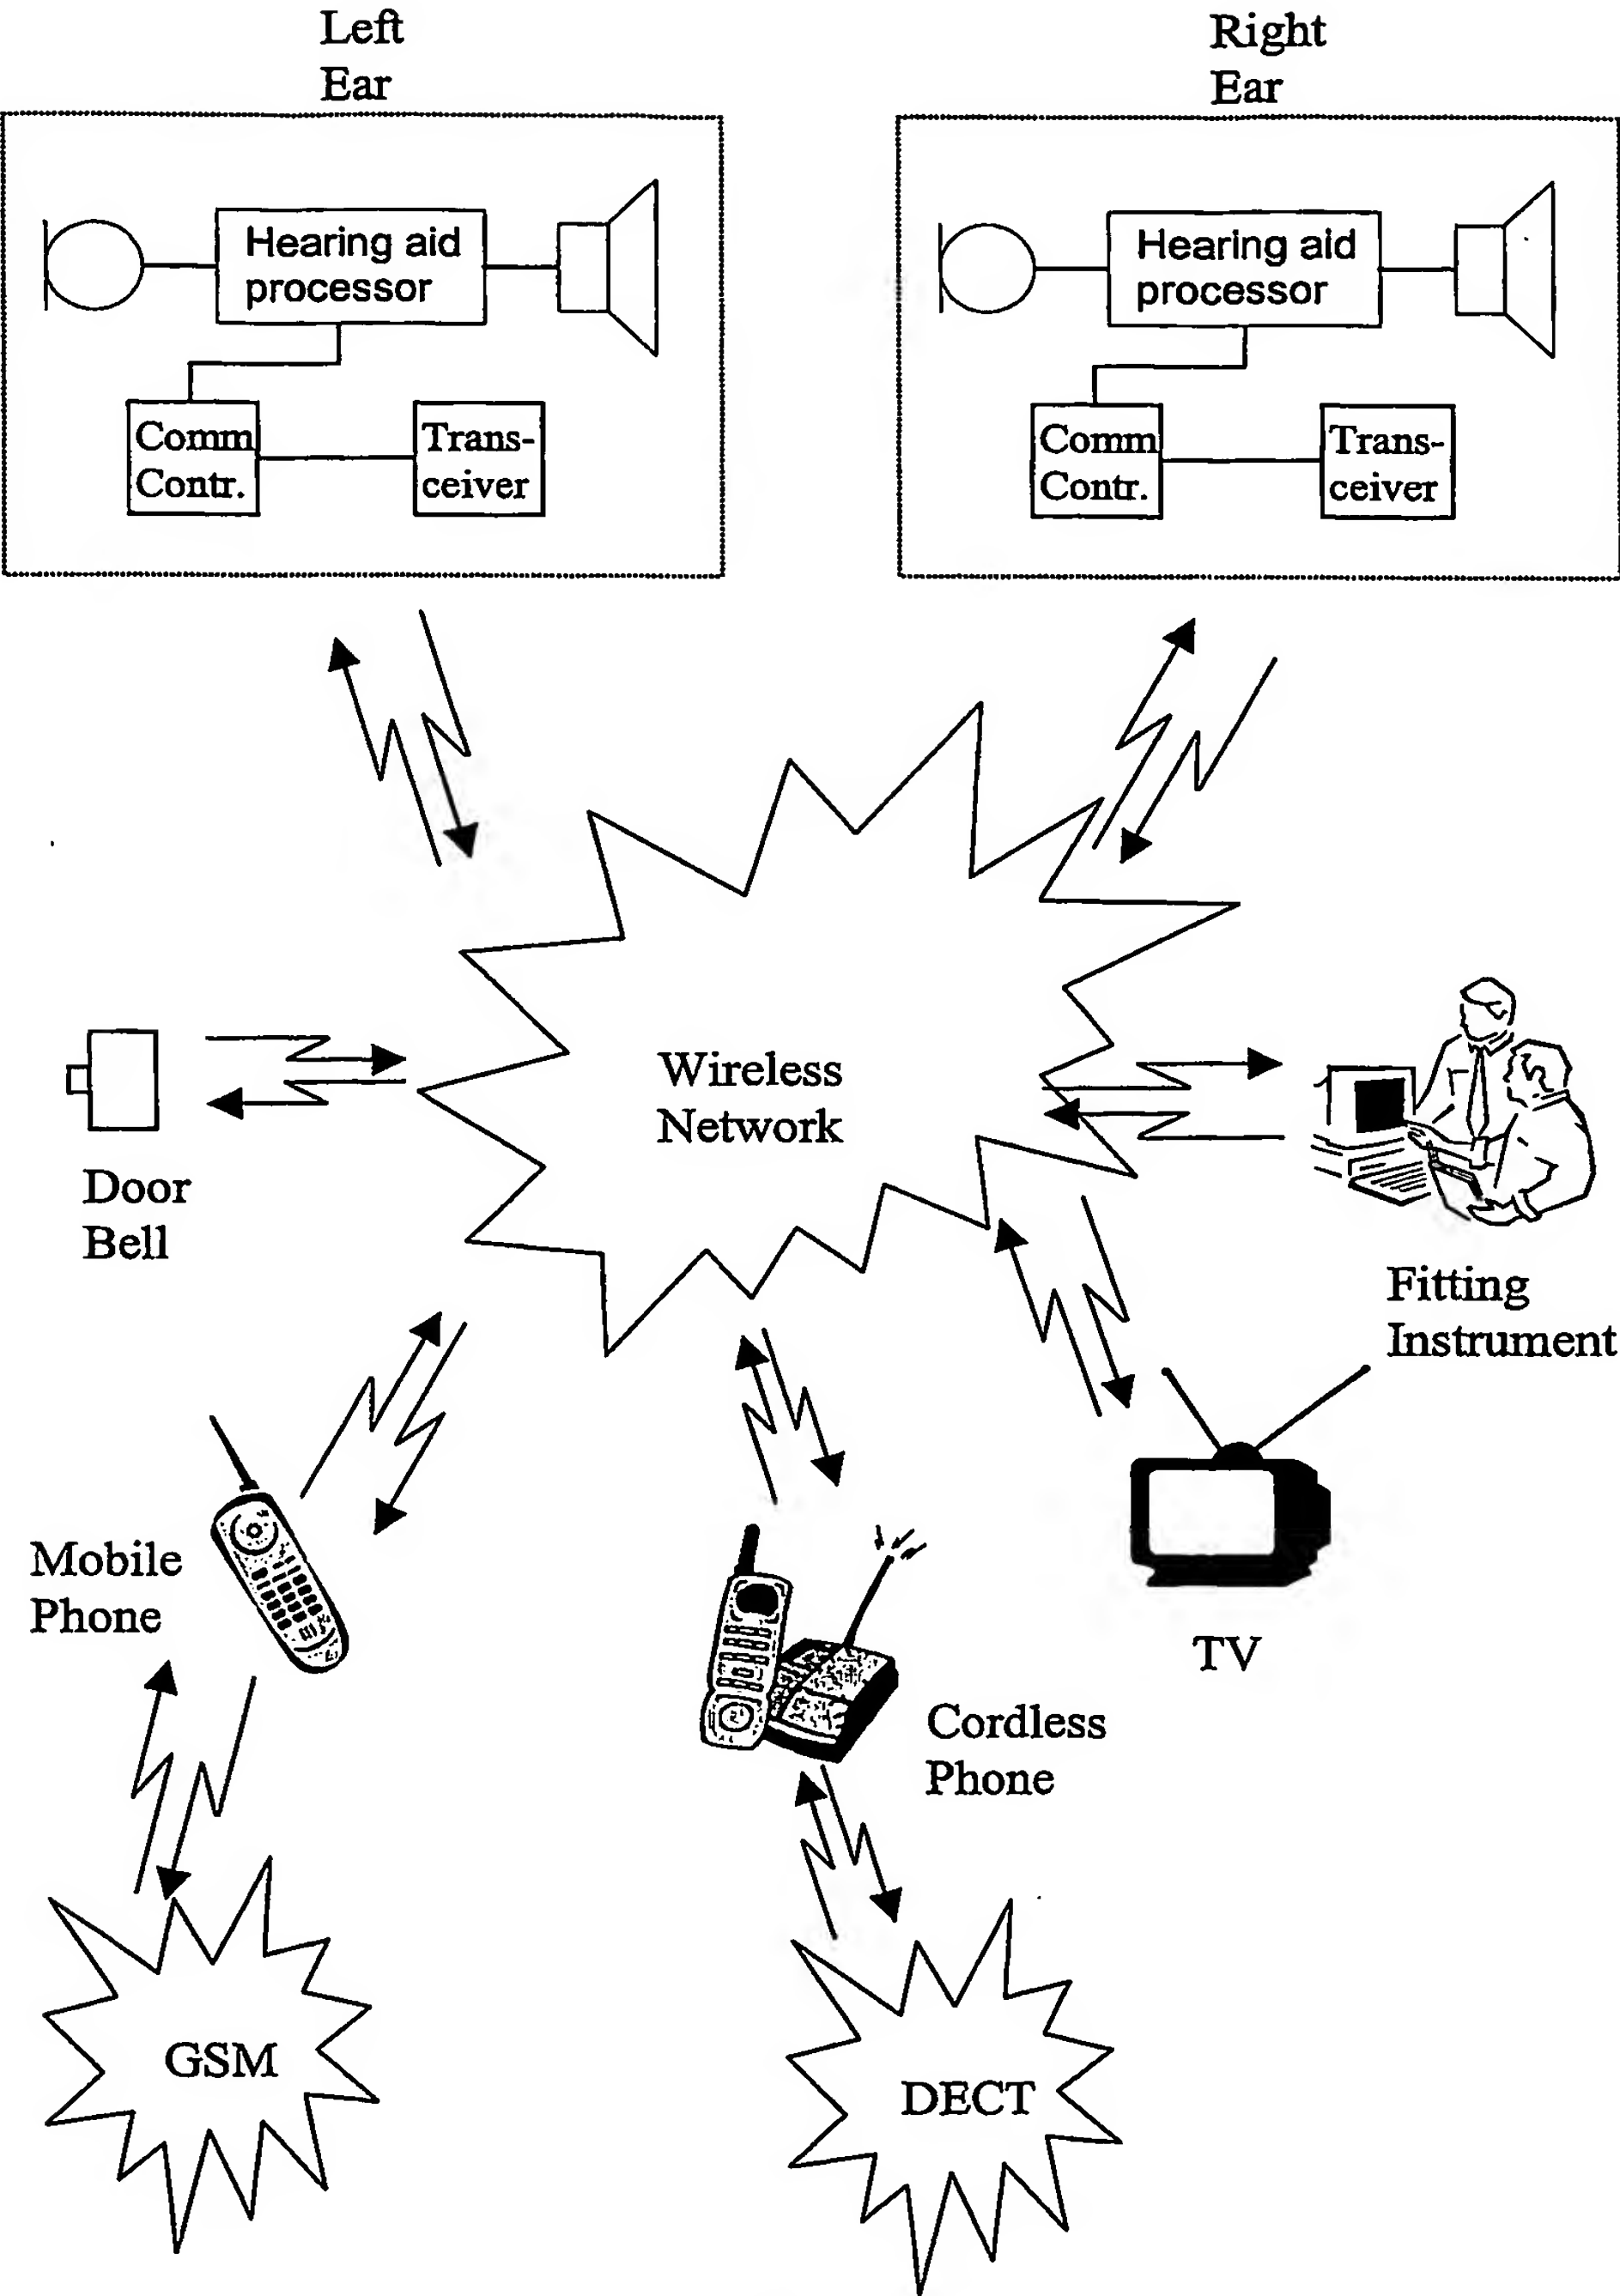 Left
Ear
Right
Ear
Hearing aid
processor
Comm
Contr.
Trans-
ceiver
Hearing aid
processor
Comm
Contr.
Trans-
ceiver
Wireless
Network
Door
Bell
Fitting
Instrument
Mobile
Phone
TV
Cordless
Phone
GSM
DECT